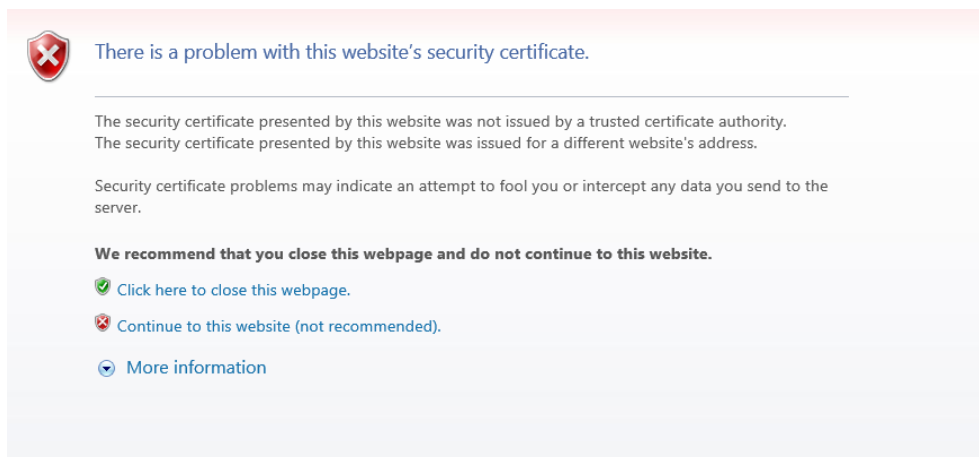 There is a problem with this website’s security certificate.
The security certificate presented by this website was not issued by a trusted certificate authority.
The security certificate presented by this website was issued for a different website's address.
Security certificate problems may indicate an attempt to fool you or intercept any data you send to the
server.
We recommend that you close this webpage and do not continue to this website.
Click here to close this webpage.
Continue to this website (not recommended).
More information